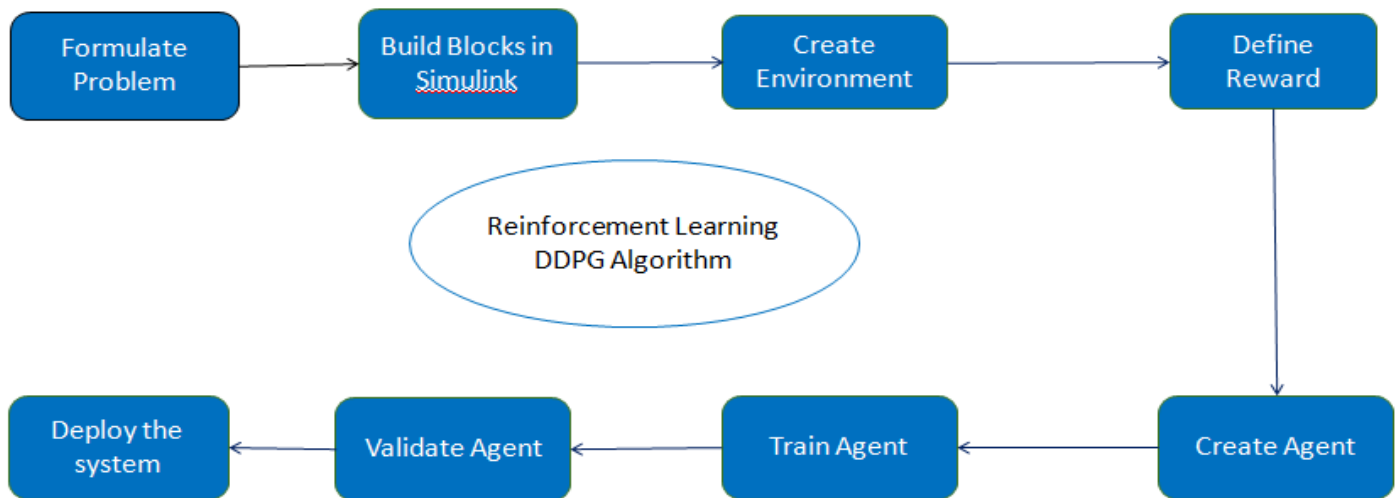 Formulate
Problem
Build Blocks in
Simulink
Create
Environment
Define
Reward
Reinforcement Learning
DDPG Algorithm
Deploy the
system
Validate Agent
Train Agent
Create Agent